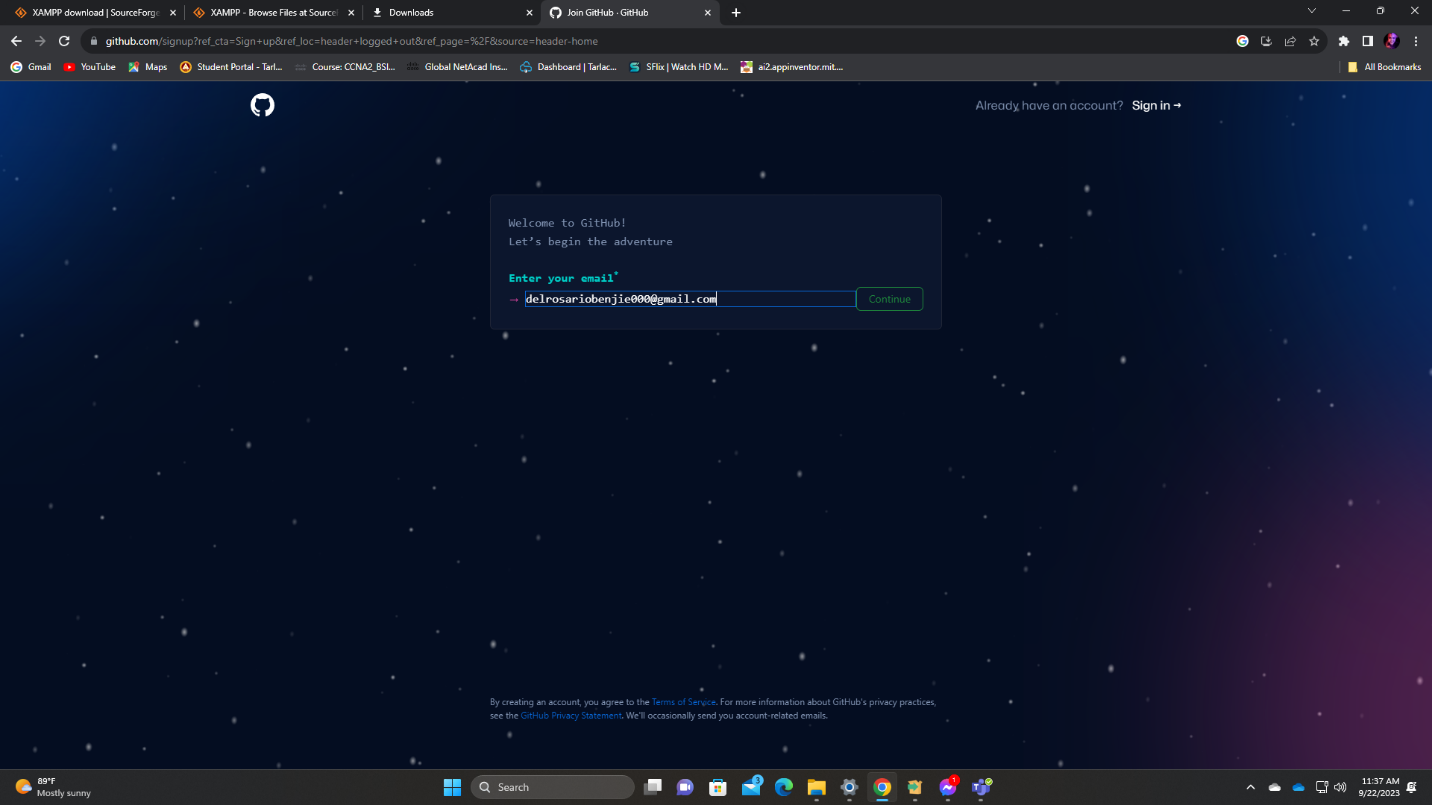 XAMPP download | SourceForge
XAMPP - Browse Files at Source
Downloads
Join GitHub · GitHub
github.com/signup?ref_cta=Sign+up&ref_loc=header+logged+out&ref_page=%2F&source=header-home
Gmail
YouTube
Maps
Student Portal - Tarl...
Course: CCNA2_BSI...
Global NetAcad Ins...
Dashboard | Tarlac...
SFlix | Watch HD M...
ai2.appinventor.mit....
All Bookmarks
Already have an account? Sign in →
Welcome to GitHub!
Let's begin the adventure
Enter your email*
→ delrosariobenjie000@gmail.com
Continue
By creating an account, you agree to the Terms of Service. For more information about GitHub's privacy practices,
see the GitHub Privacy Statement. We'll occasionally send you account-related emails.
89°F
Mostly sunny
Search
3
1
11:37 AM
9/22/2023